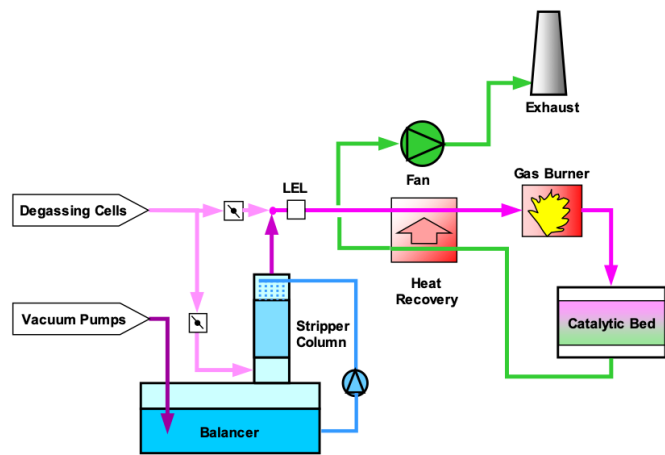 Exhaust
Fan
Gas Burner
LEL
Degassing Cells
Heat
Recovery
Vacuum Pumps
Stripper
Column
Catalytic Bed
Balancer